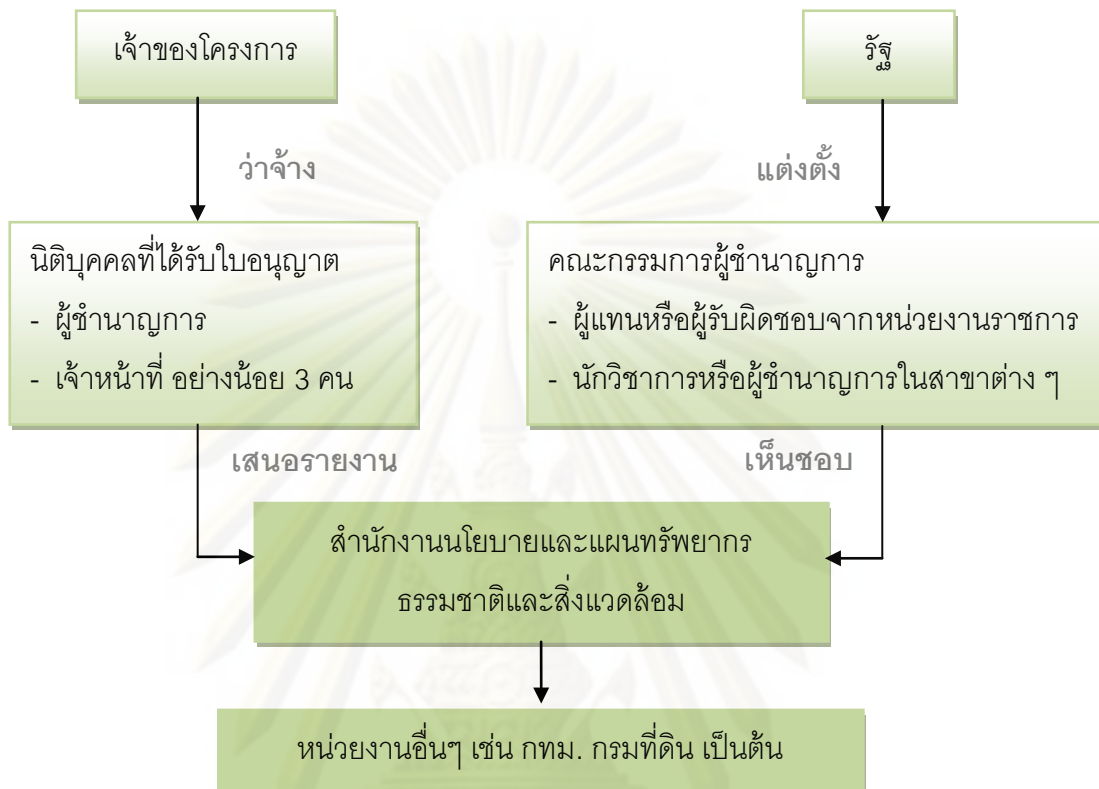 เจ้าของโครงการ
รัฐ
ว่าจ้าง
แต่งตั้ง
นิติบุคคลที่ได้รับใบอนุญาต
- ผู้ชำนาญการ
- เจ้าหน้าที่ อย่างน้อย 3 คน
คณะกรรมการผู้ชำนาญการ
- ผู้แทนหรือผู้รับผิดชอบจากหน่วยงานราชการ
- นักวิชาการหรือผู้ชำนาญการในสาขาต่าง ๆ
เสนอรายงาน
เห็นชอบ
สำนักงานนโยบายและแผนทรัพยากร
ธรรมชาติและสิ่งแวดล้อม
หน่วยงานอื่นๆ เช่น กทม. กรมที่ดิน เป็นต้น